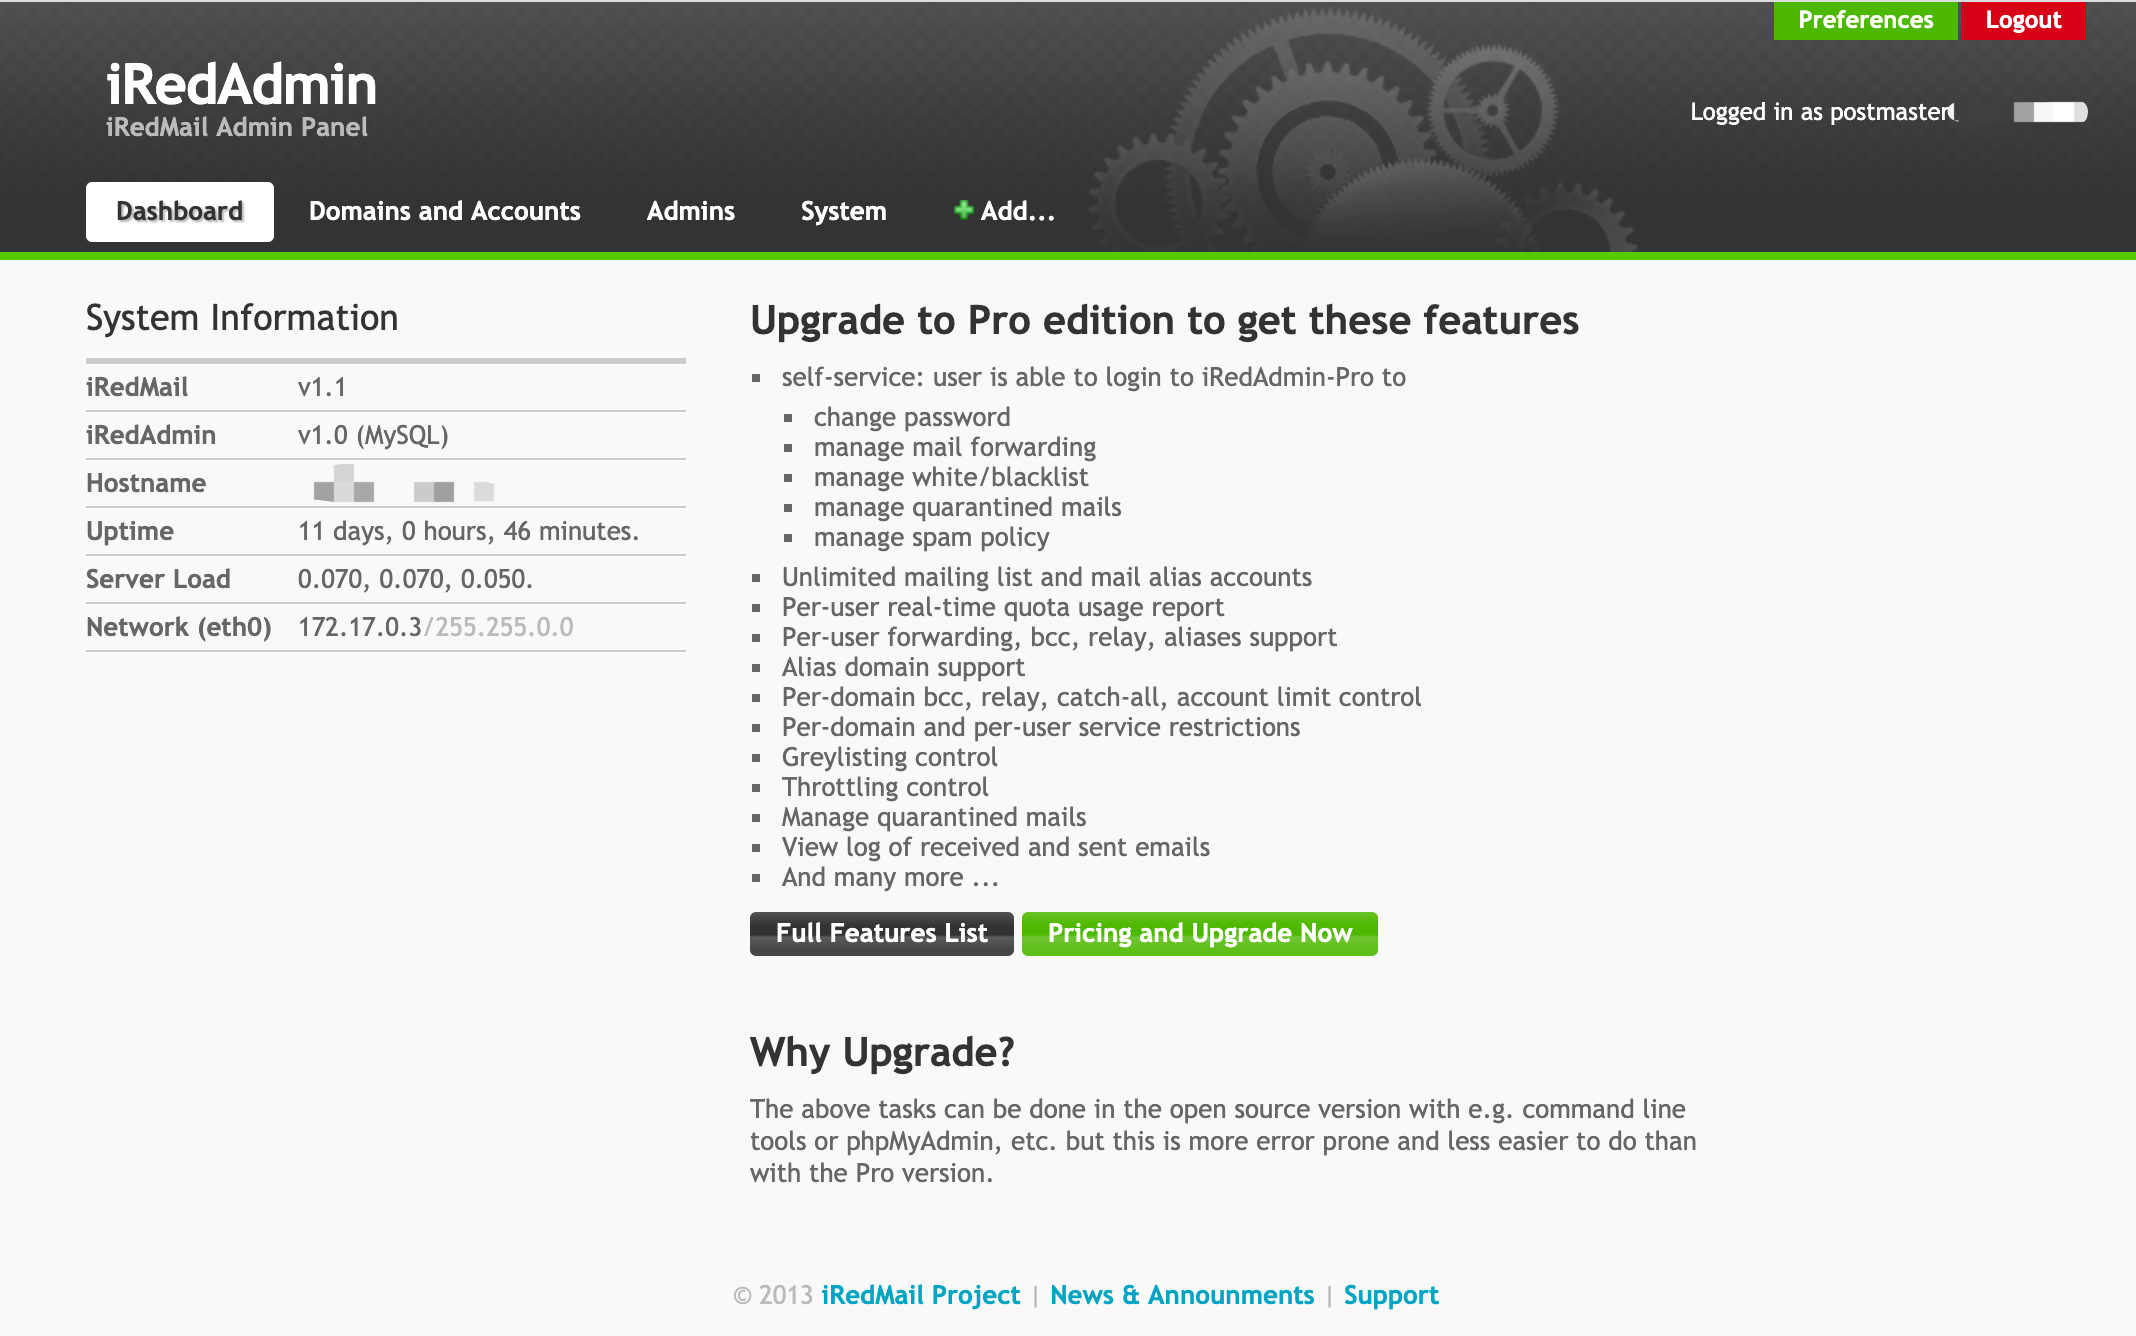 Preferences Logout
iRedAdmin
iRedMail Admin Panel
Logged in as postmaster
Dashboard Domains and Accounts Admins System Add...
System Information
iRedMail v1.1
iRedAdmin v1.0 (MySQL)
Hostname
Uptime 11 days, 0 hours, 46 minutes.
Server Load 0.070, 0.070, 0.050.
Network (eth0) 172.17.0.3/255.255.0.0
Upgrade to Pro edition to get these features
self-service: user is able to login to iRedAdmin-Pro to
change password
manage mail forwarding
manage white/blacklist
manage quarantined mails
manage spam policy
Unlimited mailing list and mail alias accounts
Per-user real-time quota usage report
Per-user forwarding, bcc, relay, aliases support
Alias domain support
Per-domain bcc, relay, catch-all, account limit control
Per-domain and per-user service restrictions
Greylisting control
Throttling control
Manage quarantined mails
View log of received and sent emails
And many more ...
Full Features List Pricing and Upgrade Now
Why Upgrade?
The above tasks can be done in the open source version with e.g. command line
tools or phpMyAdmin, etc. but this is more error prone and less easier to do than
with the Pro version.
© 2013 iRedMail Project | News & Announments | Support